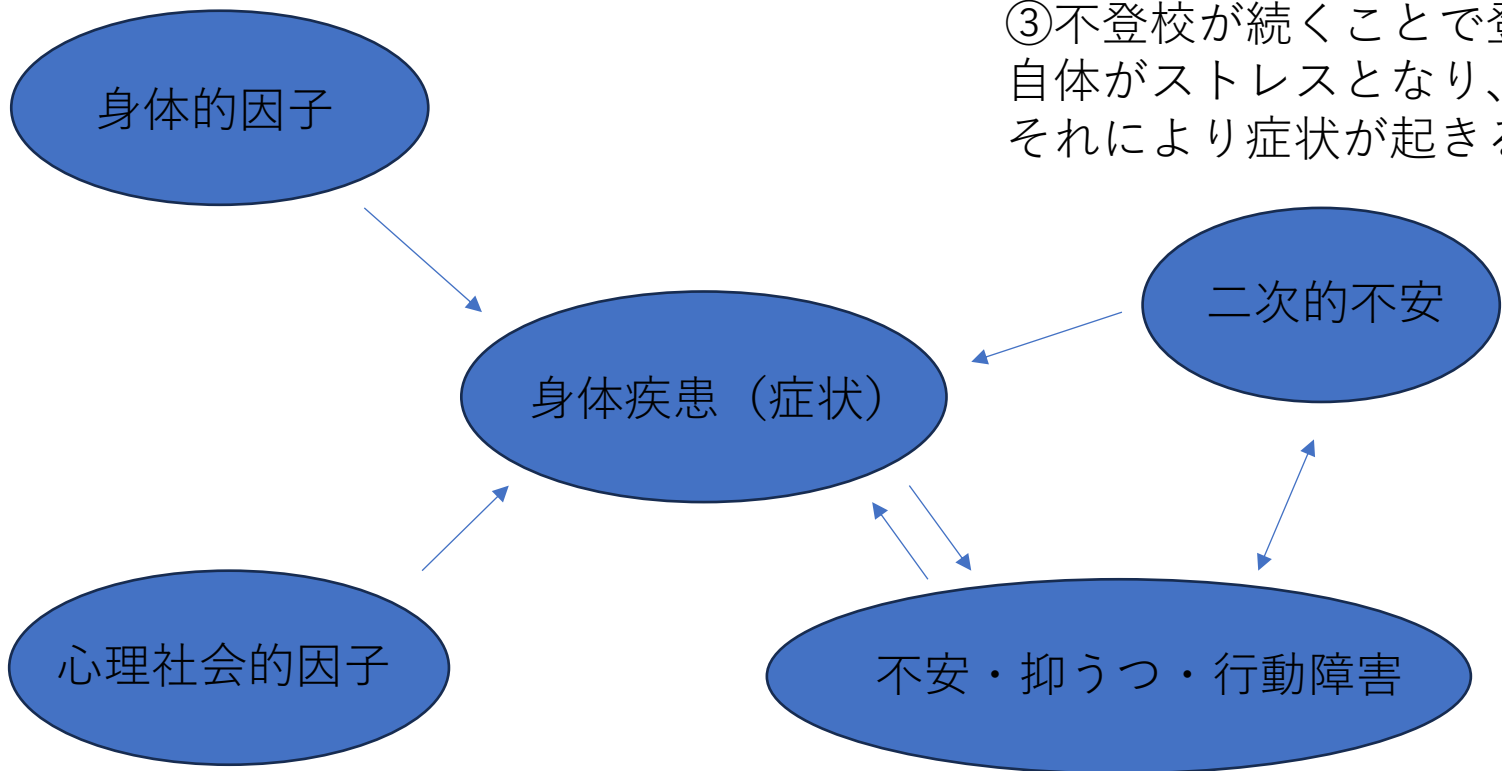 ③不登校が続くことで
自体がストレスとなり、
それにより症状が起き
身体的因子
二次的不安
身体疾患（症状）
心理社会的因子
不安・抑うつ・行動障害